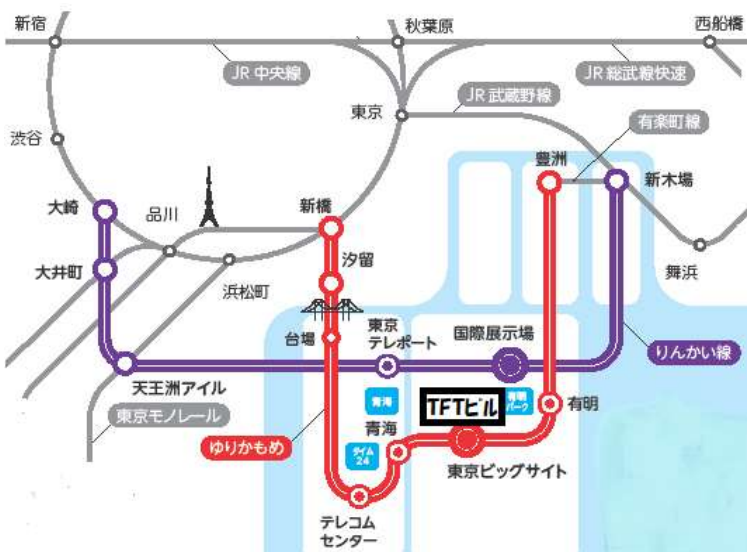 新宿
秋葉原
西船橋
JR 中央線
JR 総武線快速
東京
JR 武蔵野線
有楽町線
渋谷
豊洲
新木場
大崎
品川
新橋
舞浜
大井町
汐留
浜松町
台場
東京
テレポート
国際展示場
りんかい線
天王洲アイル
青海
TFTビル
有明
パーク
有明
東京モノレール
青海
ゆりかもめ
タイム
24
東京ビッグサイト
テレコム
センター